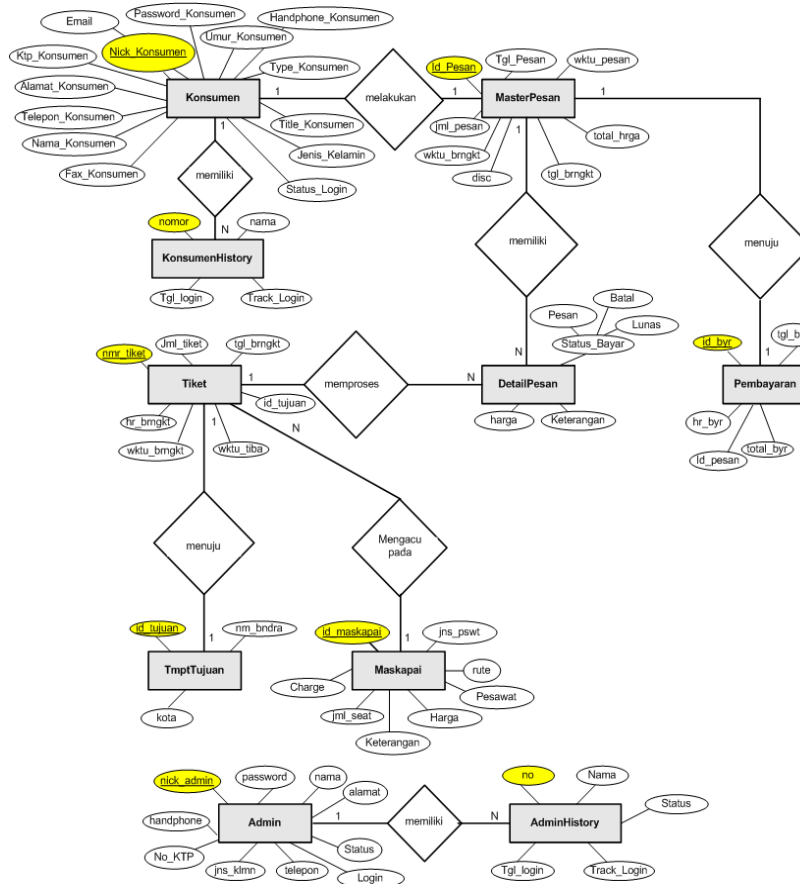 Email
Password_Konsumen
Handphone_Konsumen
Umur_Konsumen
Nick_Konsumen
Ktp_Konsumen
Type_Konsumen
Alamat_Konsumen
Konsumen
Telepon_Konsumen
Title_Konsumen
Nama_Konsumen
Jenis_Kelamin
Fax_Konsumen
Status_Login
1
melakukan
1
Id_Pesan
Tgl_Pesan
wktu_pesan
MasterPesan
jml_pesan
total_hrga
wktu_brngkt
disc
tgl_brngkt
1
1
1
memiliki
N
nomor
nama
KonsumenHistory
Tgl_login
Track_Login
memiliki
N
menuju
1
Pesan
Batal
Lunas
Status_Bayar
DetailPesan
harga
Keterangan
id_byr
tgl_b
Pembayaran
hr_byr
Id_pesan
total_byr
nmr_tiket
Jml_tiket
tgl_brngkt
Tiket
id_tujuan
hr_brngkt
wktu_brngkt
wktu_tiba
1
memproses
N
1
N
menuju
1
Mengacu
pada
1
id_tujuan
nm_bndra
TmptTujuan
kota
id_maskapai
jns_pswt
Maskapai
rute
Charge
Pesawat
jml_seat
Harga
Keterangan
nick_admin
password
nama
alamat
handphone
Admin
Status
No_KTP
jns_klmn
telepon
Login
1
memiliki
N
no
Nama
Status
AdminHistory
Tgl_login
Track_Login